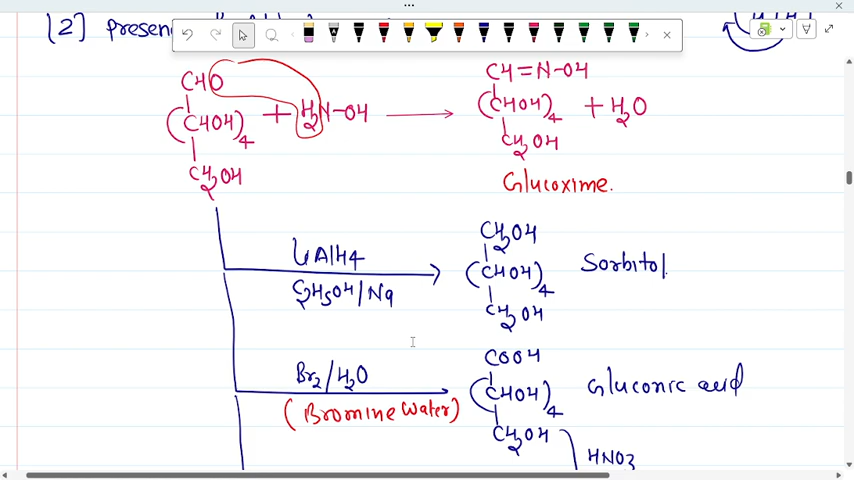 [2] presen
CHO
(CHOH)4 + H2N-OH ⟶
CH2OH
CH=N-OH
(CHOH)4 + H2O
CH2OH
Glucoxime.
LiAlH4
C2H5OH/Na
CH2OH
(CHOH)4
CH2OH
Sorbitol
Br2/H2O
(Bromine Water)
COOH
(CHOH)4
CH2OH
Gluconic acid
HNO3